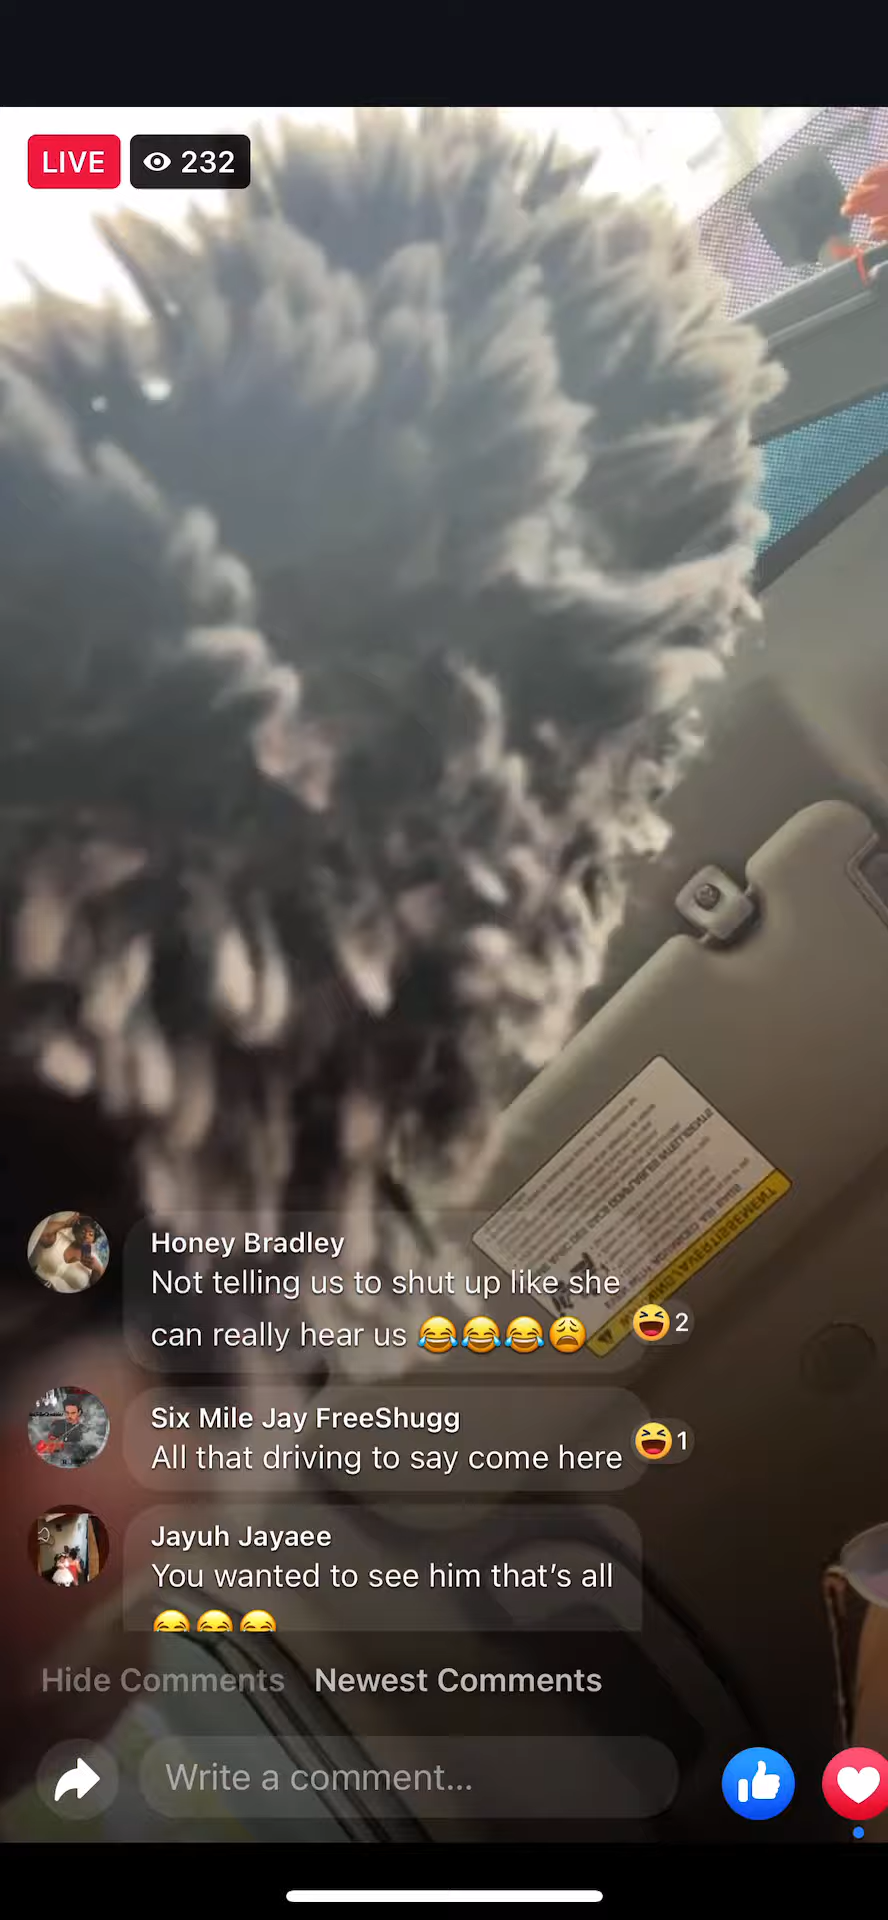 LIVE 232
Honey Bradley
Not telling us to shut up like she
can really hear us 😂😂😂😩
😆 2
Six Mile Jay FreeShugg
All that driving to say come here
😆 1
Jayuh Jayaee
You wanted to see him that’s all
😂😂😂
Hide Comments Newest Comments
Write a comment...